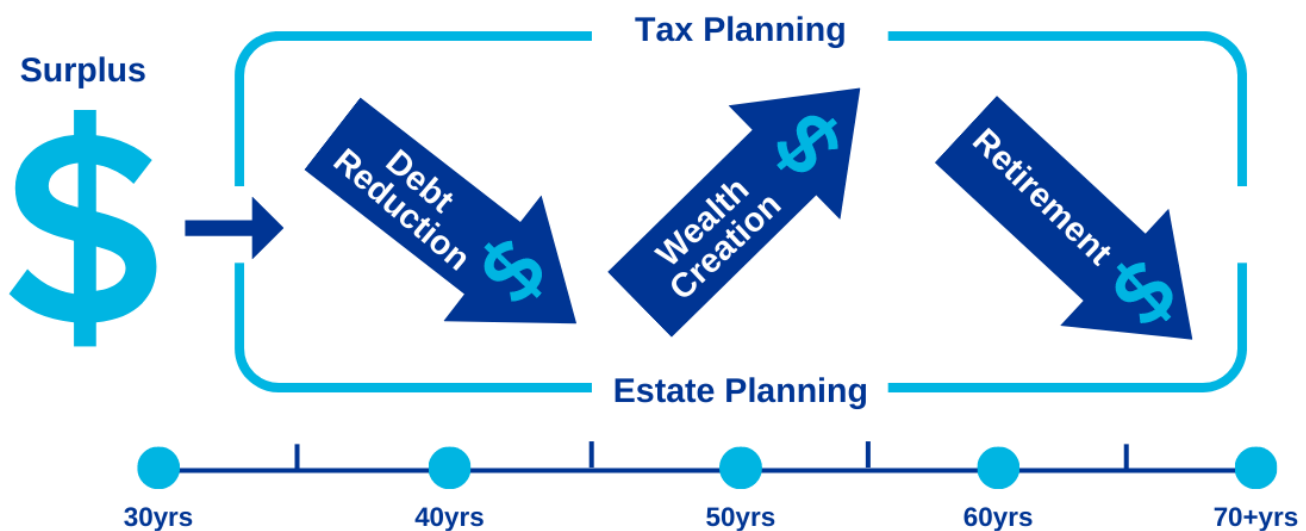 Tax Planning
Surplus
$
Debt
Reduction
$
Wealth
Creation
$
Retirement
$
Estate Planning
30yrs
40yrs
50yrs
60yrs
70+yrs